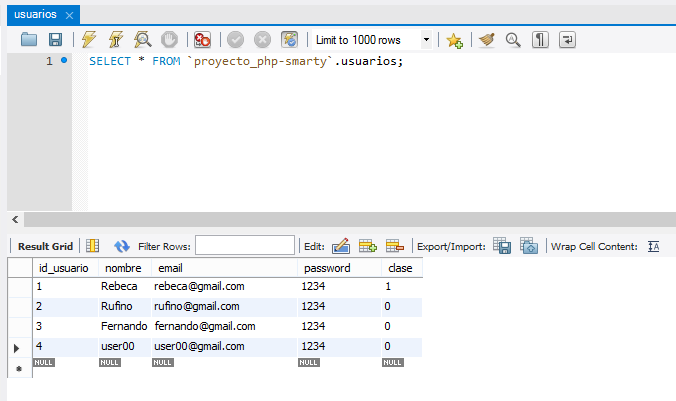 usuarios
Limit to 1000 rows
1 SELECT * FROM `proyecto_php-smarty`.usuarios;
Result Grid Filter Rows: Edit: Export/Import: Wrap Cell Content:
id_usuario nombre email password clase
1 Rebeca rebeca@gmail.com 1234 1
2 Rufino rufino@gmail.com 1234 0
3 Fernando fernando@gmail.com 1234 0
4 user00 user00@gmail.com 1234 0
NULL NULL NULL NULL NULL